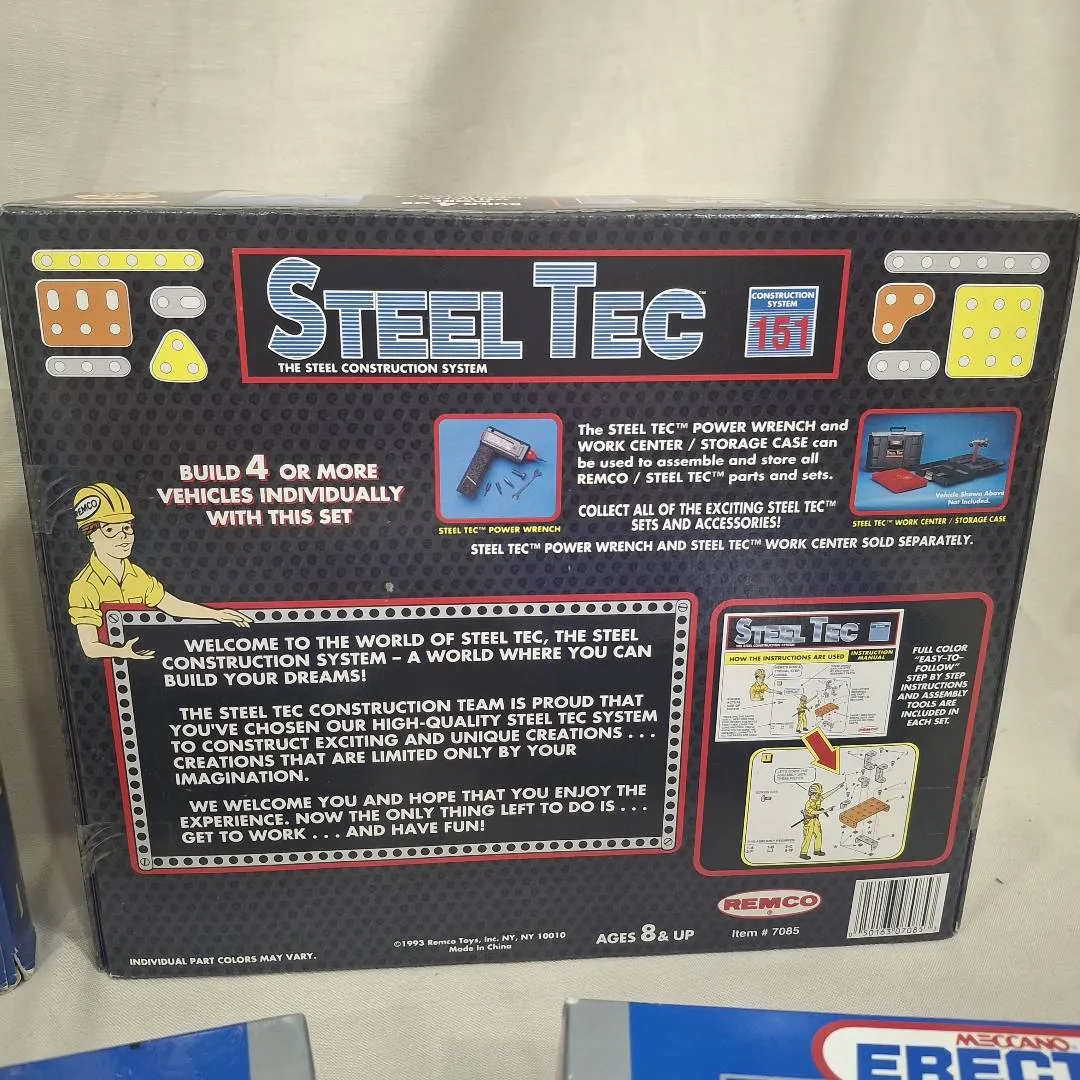 STEEL TEC™
THE STEEL CONSTRUCTION SYSTEM
CONSTRUCTION
SYSTEM
151
BUILD 4 OR MORE
VEHICLES INDIVIDUALLY
WITH THIS SET
STEEL TEC™ POWER WRENCH
The STEEL TEC™ POWER WRENCH and
WORK CENTER / STORAGE CASE can
be used to assemble and store all
REMCO / STEEL TEC™ parts and sets.
COLLECT ALL OF THE EXCITING STEEL TEC™
SETS AND ACCESSORIES!
Vehicle Shown Above
Not Included.
STEEL TEC™ WORK CENTER / STORAGE CASE
STEEL TEC™ POWER WRENCH AND STEEL TEC™ WORK CENTER SOLD SEPARATELY.
REMCO
WELCOME TO THE WORLD OF STEEL TEC, THE STEEL
CONSTRUCTION SYSTEM – A WORLD WHERE YOU CAN
BUILD YOUR DREAMS!
THE STEEL TEC CONSTRUCTION TEAM IS PROUD THAT
YOU'VE CHOSEN OUR HIGH-QUALITY STEEL TEC SYSTEM
TO CONSTRUCT EXCITING AND UNIQUE CREATIONS . . .
CREATIONS THAT ARE LIMITED ONLY BY YOUR
IMAGINATION.
WE WELCOME YOU AND HOPE THAT YOU ENJOY THE
EXPERIENCE. NOW THE ONLY THING LEFT TO DO IS . . .
GET TO WORK . . . AND HAVE FUN!
STEEL TEC
HOW THE INSTRUCTIONS ARE USED
INSTRUCTION
MANUAL
1
FULL COLOR
"EASY-TO-
FOLLOW"
STEP BY STEP
INSTRUCTIONS
AND ASSEMBLY
TOOLS ARE
INCLUDED IN
EACH SET.
REMCO®
Item # 7085
AGES 8 & UP
©1993 Remco Toys, Inc. NY, NY 10010
Made In China
INDIVIDUAL PART COLORS MAY VARY.
MECCANO
ERECT